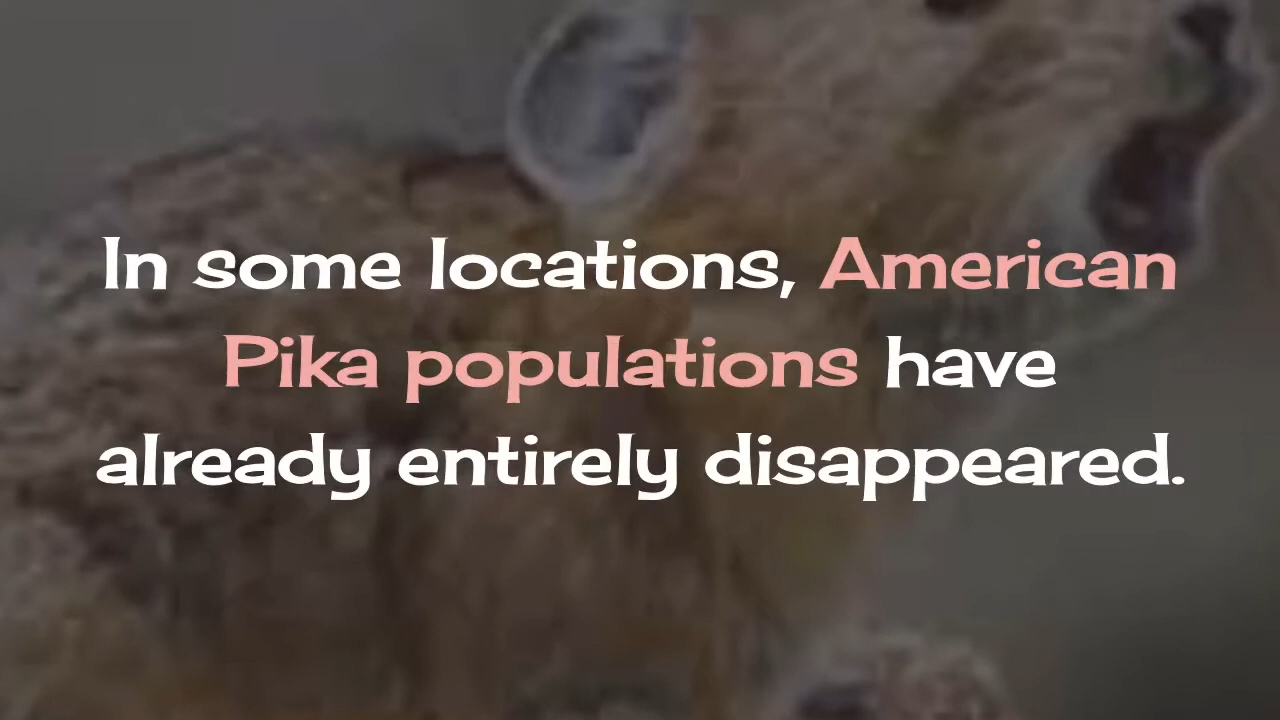 In some locations, American
Pika populations have
already entirely disappeared.